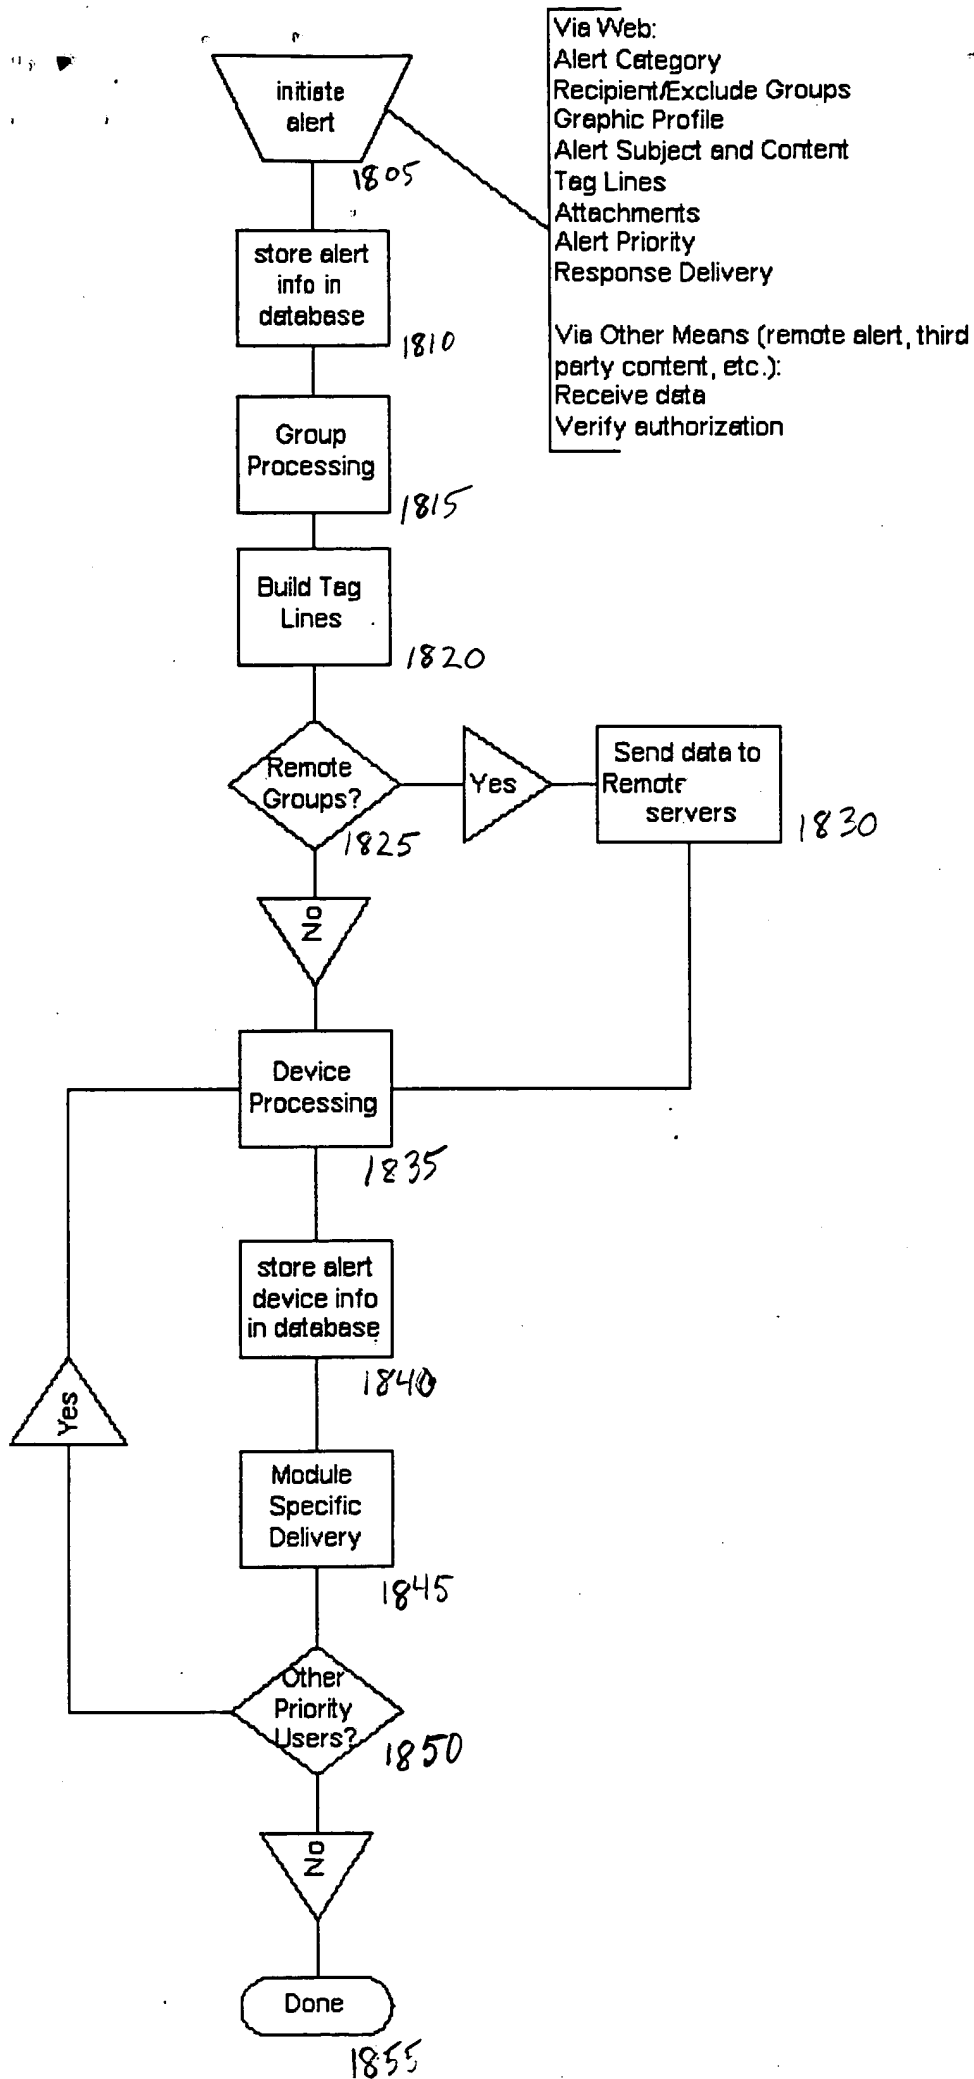 initiate
alert
1805
Via Web:
Alert Category
Recipient/Exclude Groups
Graphic Profile
Alert Subject and Content
Tag Lines
Attachments
Alert Priority
Response Delivery
Via Other Means (remote alert, third
party content, etc.):
Receive data
Verify authorization
store alert
info in
database
1810
Group
Processing
1815
Build Tag
Lines
1820
Remote
Groups?
1825
Yes
Send data to
Remote
servers
1830
No
Device
Processing
1835
store alert
device info
in database
1840
Yes
Module
Specific
Delivery
1845
Other
Priority
Users?
1850
No
Done
1855